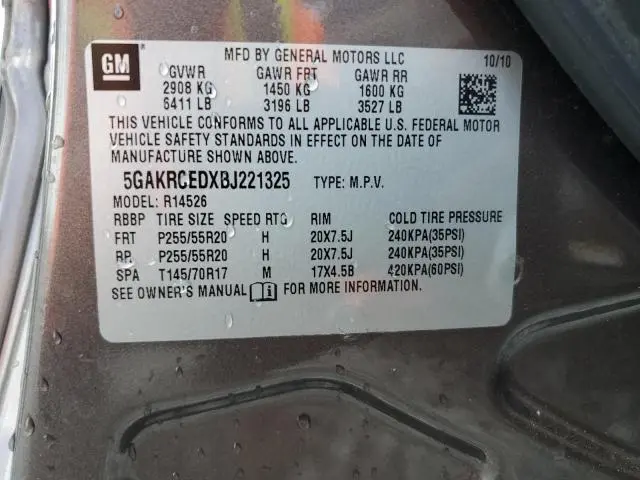 GM
MFD BY GENERAL MOTORS LLC 10/10
GVWR GAWR FRT GAWR RR
2908 KG 1450 KG 1600 KG
6411 LB 3196 LB 3527 LB
THIS VEHICLE CONFORMS TO ALL APPLICABLE U.S. FEDERAL MOTOR
VEHICLE SAFETY STANDARDS IN EFFECT ON THE DATE OF
MANUFACTURE SHOWN ABOVE.
5GAKRCEDXBJ221325 TYPE: M.P.V.
MODEL: R14526
RBBP TIRE SIZE SPEED RTG RIM COLD TIRE PRESSURE
FRT P255/55R20 H 20X7.5J 240KPA(35PSI)
RR P255/55R20 H 20X7.5J 240KPA(35PSI)
SPA T145/70R17 M 17X4.5B 420KPA(60PSI)
SEE OWNER'S MANUAL i FOR MORE INFORMATION.